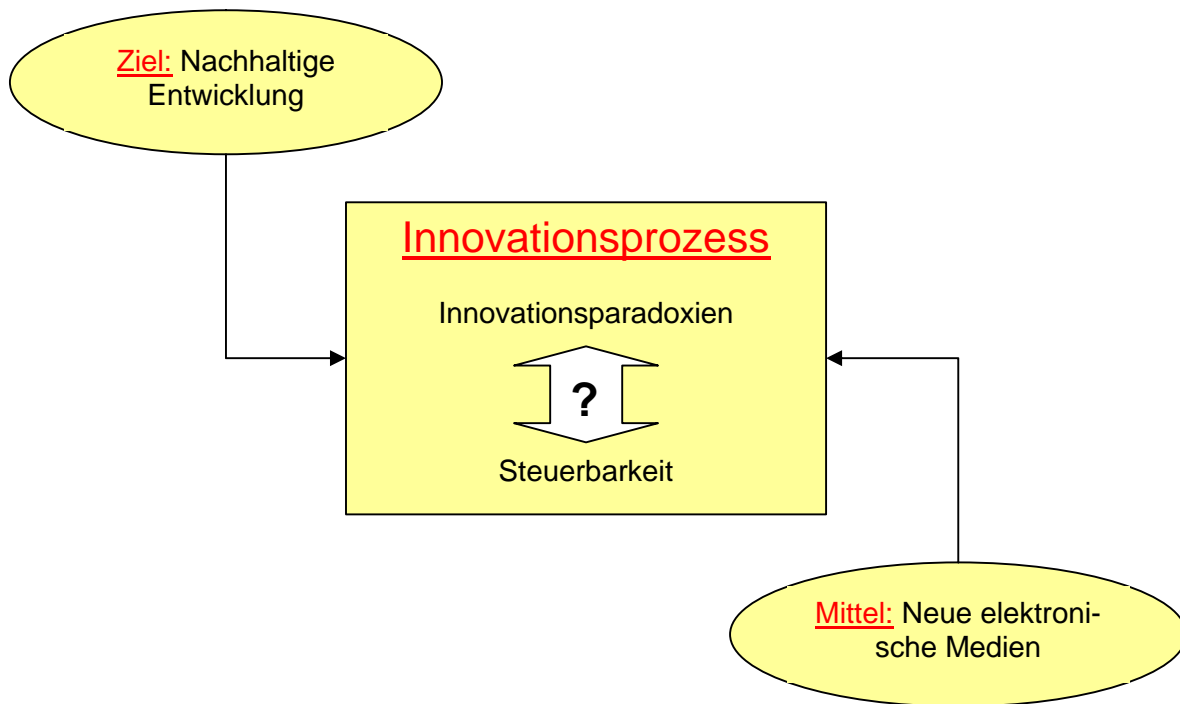 Ziel: Nachhaltige
Entwicklung
Innovationsprozess
Innovationsparadoxien
?
Steuerbarkeit
Mittel: Neue elektroni-
sche Medien